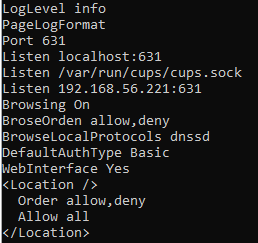 LogLevel info
PageLogFormat
Port 631
Listen localhost:631
Listen /var/run/cups/cups.sock
Listen 192.168.56.221:631
Browsing On
BroseOrden allow,deny
BrowseLocalProtocols dnssd
DefaultAuthType Basic
WebInterface Yes
<Location />
  Order allow,deny
  Allow all
</Location>